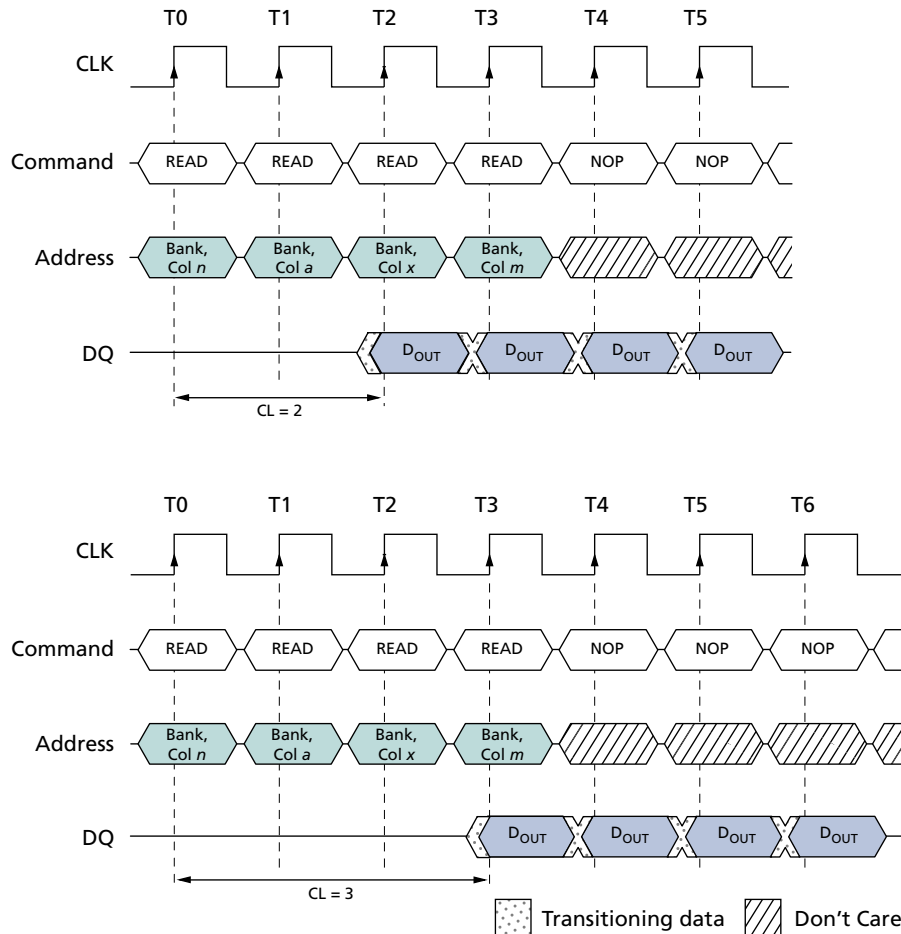 T0 T1 T2 T3 T4 T5
CLK
Command READ READ READ READ NOP NOP
Address Bank, Col n Bank, Col a Bank, Col x Bank, Col m
DQ DOUT DOUT DOUT DOUT
CL = 2
T0 T1 T2 T3 T4 T5 T6
CLK
Command READ READ READ READ NOP NOP NOP
Address Bank, Col n Bank, Col a Bank, Col x Bank, Col m
DQ DOUT DOUT DOUT DOUT
CL = 3
Transitioning data Don't Care